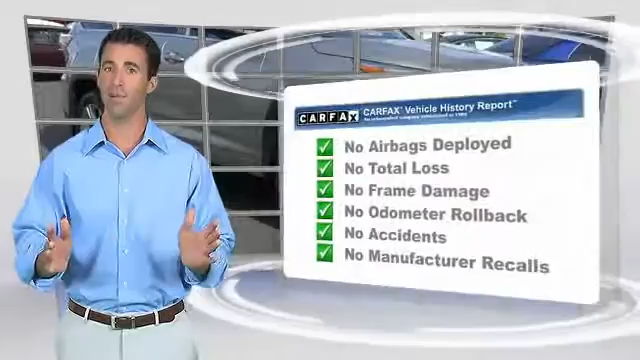 CARFAX CARFAX™ Vehicle History Report™
No Airbags Deployed
No Total Loss
No Frame Damage
No Odometer Rollback
No Accidents
No Manufacturer Recalls